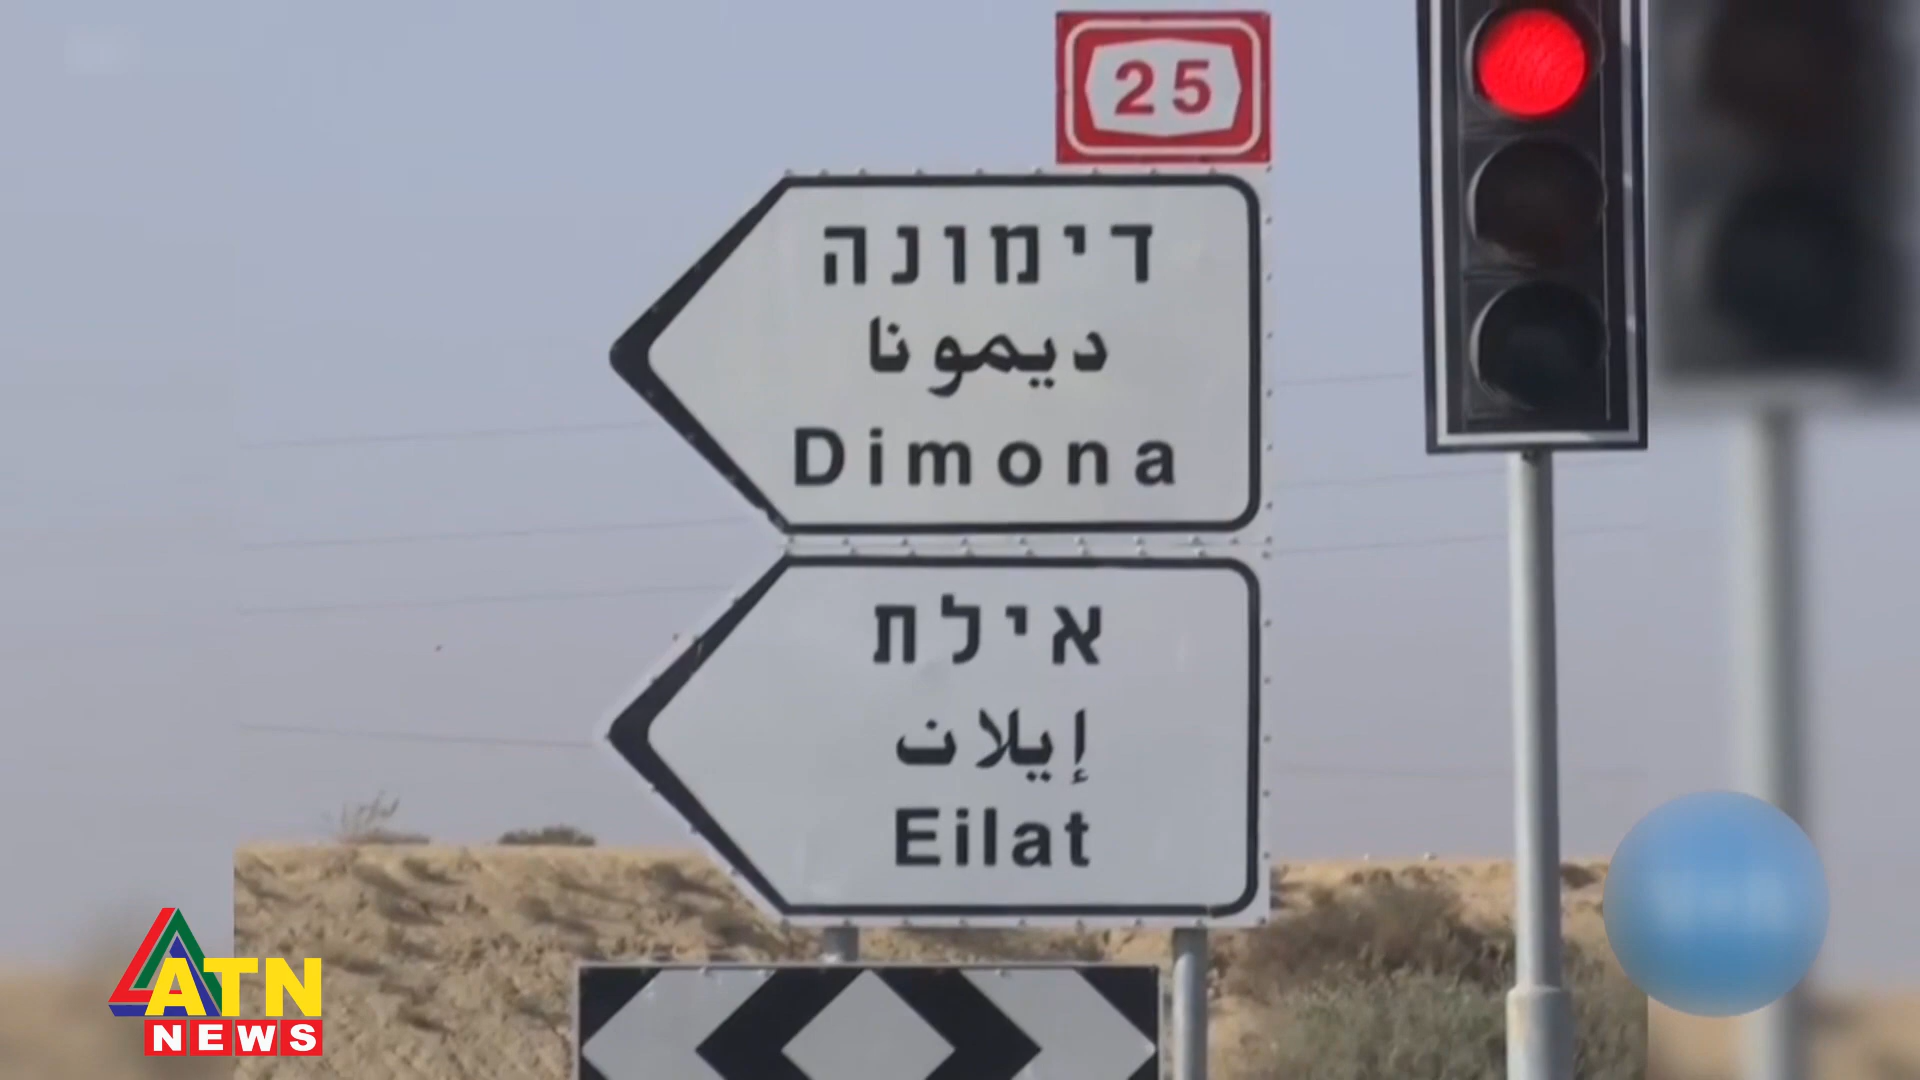 25
דימונה
ديمونا
Dimona
אילת
إيلات
Eilat
ATN
NEWS